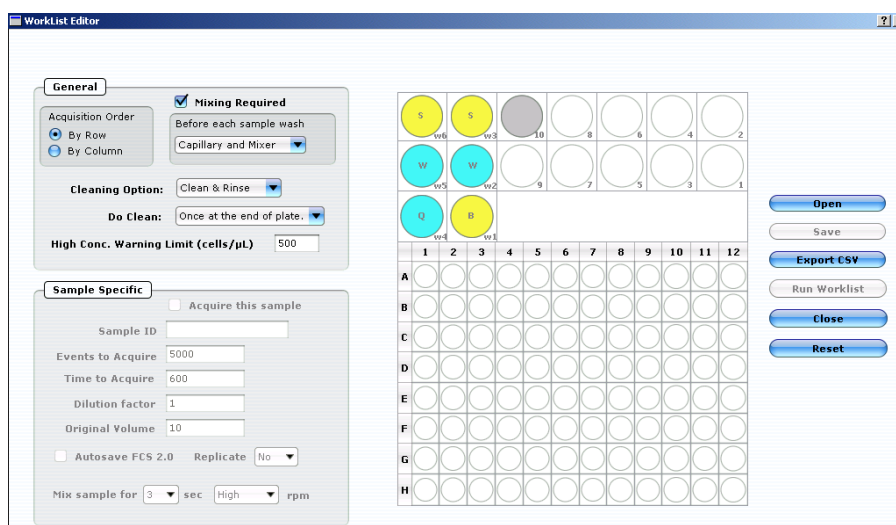 WorkList Editor
?
General
Acquisition Order
By Row
By Column
Mixing Required
Before each sample wash
Capillary and Mixer
Cleaning Option: Clean & Rinse
Do Clean: Once at the end of plate.
High Conc. Warning Limit (cells/µL) 500
Sample Specific
Acquire this sample
Sample ID
Events to Acquire 5000
Time to Acquire 600
Dilution factor 1
Original Volume 10
Autosave FCS 2.0 Replicate No
Mix sample for 3 sec High rpm
S w6 S w3 10 8 6 4 2
W w5 W w2 9 7 5 3 1
Q w4 B w1
1 2 3 4 5 6 7 8 9 10 11 12
A
B
C
D
E
F
G
H
Open
Save
Export CSV
Run Worklist
Close
Reset